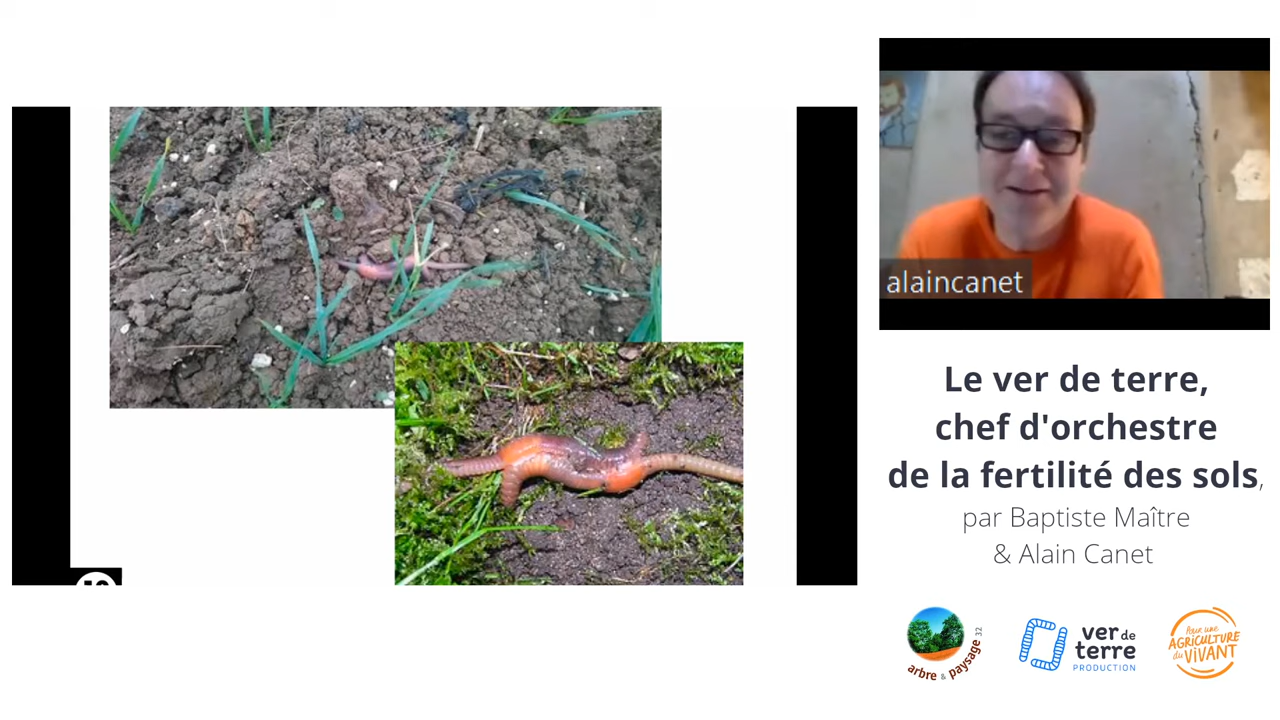 alaincanet
Le ver de terre,
chef d'orchestre
de la fertilité des sols,
par Baptiste Maître
& Alain Canet
arbre & paysage 32
ver de
terre
PRODUCTION
Pour une
AGRICULTURE
du VIVANT